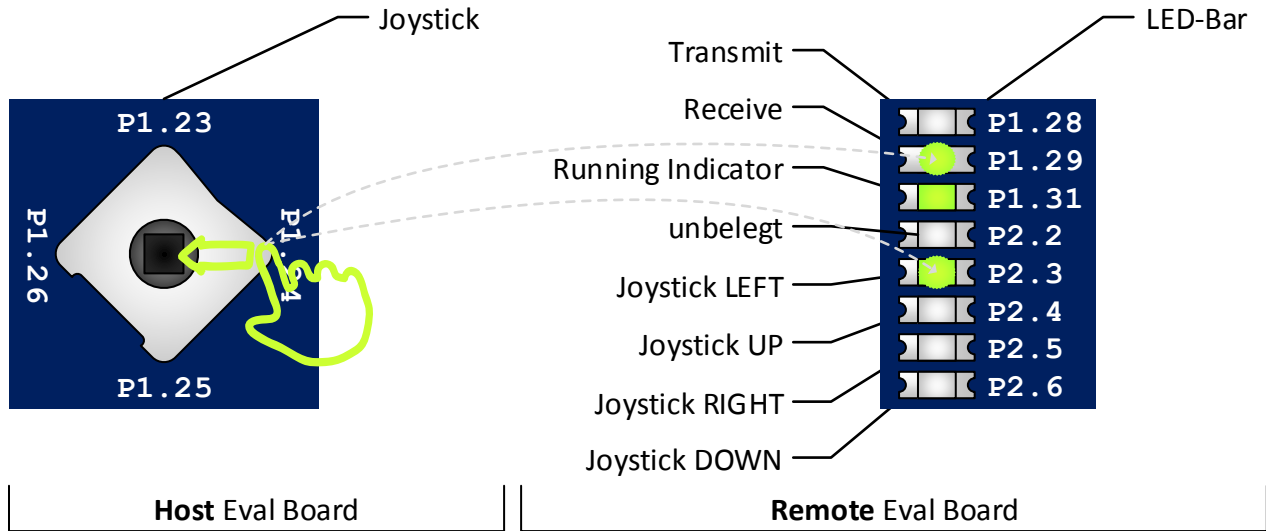 Joystick
LED-Bar
Transmit
Receive
Running Indicator
unbelegt
Joystick LEFT
Joystick UP
Joystick RIGHT
Joystick DOWN
P1.23
P1.26
P1.25
P1.28
P1.29
P1.31
P2.2
P2.3
P2.4
P2.5
P2.6
Host Eval Board
Remote Eval Board